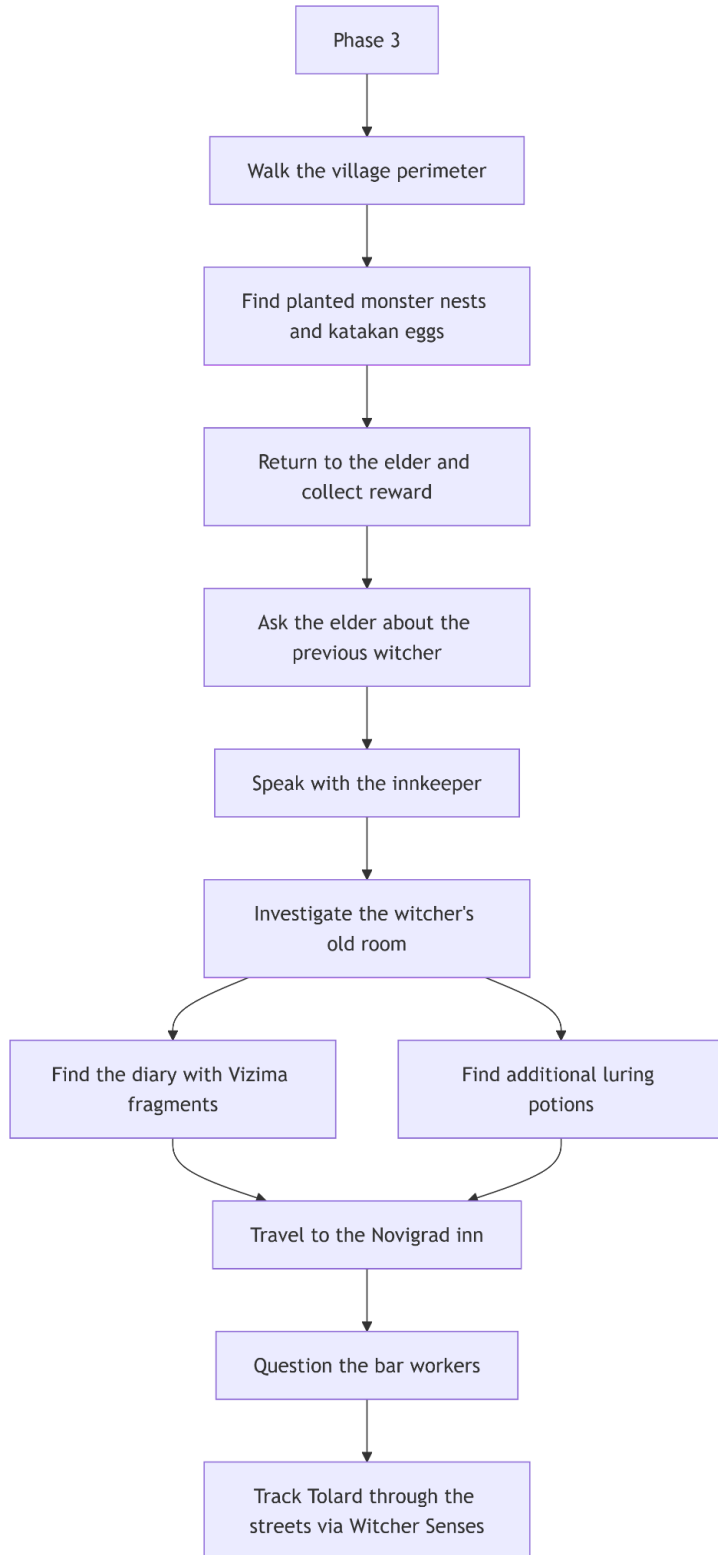 Phase 3
Walk the village perimeter
Find planted monster nests
and katakan eggs
Return to the elder and
collect reward
Ask the elder about the
previous witcher
Speak with the innkeeper
Investigate the witcher's
old room
Find the diary with Vizima
fragments
Find additional luring
potions
Travel to the Novigrad inn
Question the bar workers
Track Tolard through the
streets via Witcher Senses